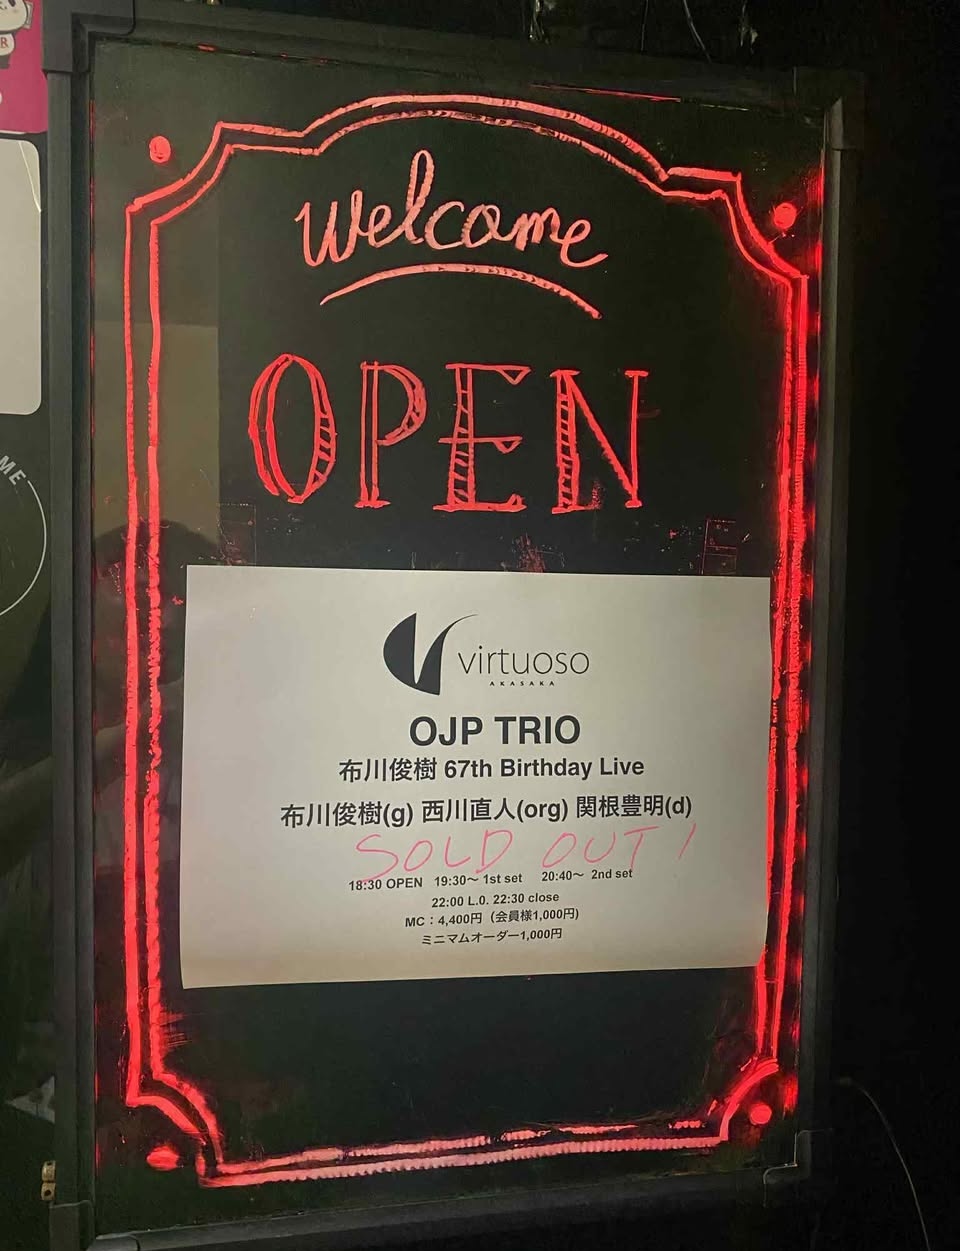 welcome
OPEN
virtuoso
AKASAKA
OJP TRIO
布川俊樹 67th Birthday Live
布川俊樹(g) 西川直人(org) 関根豊明(d)
SOLD OUT!
18:30 OPEN 19:30〜 1st set 20:40〜 2nd set
22:00 L.O. 22:30 close
MC：4,400円（会員様1,000円）
ミニマムオーダー1,000円
ME